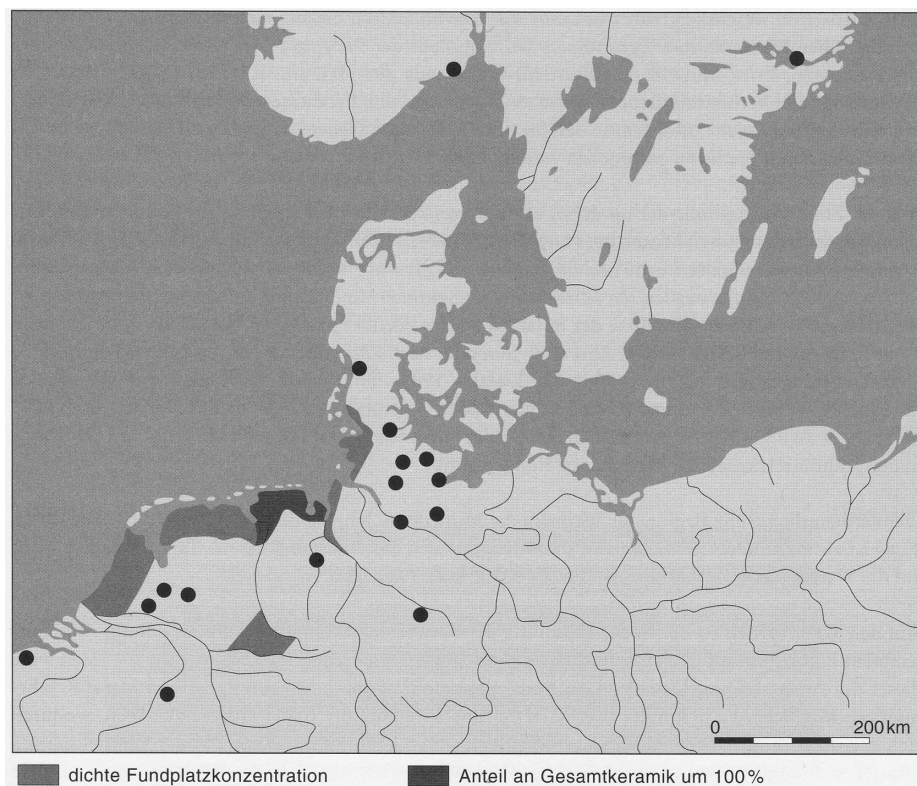 0 200 km
dichte Fundplatzkonzentration
Anteil an Gesamtkeramik um 100 %